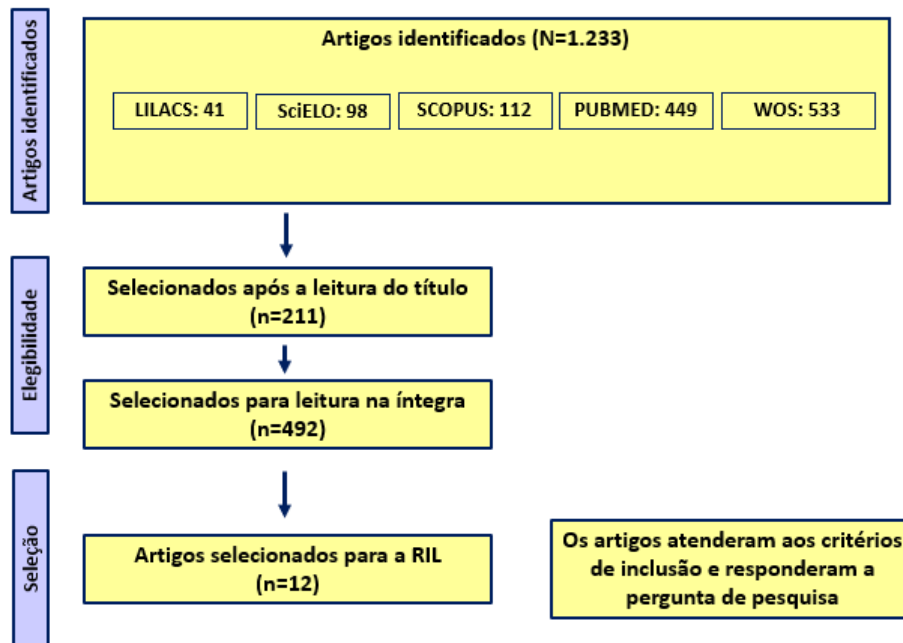 Artigos identificados
Artigos identificados (N=1.233)
LILACS: 41
SciELO: 98
SCOPUS: 112
PUBMED: 449
WOS: 533
Elegibilidade
Selecionados após a leitura do título
(n=211)
Selecionados para leitura na íntegra
(n=492)
Seleção
Artigos selecionados para a RIL
(n=12)
Os artigos atenderam aos critérios
de inclusão e responderam a
pergunta de pesquisa